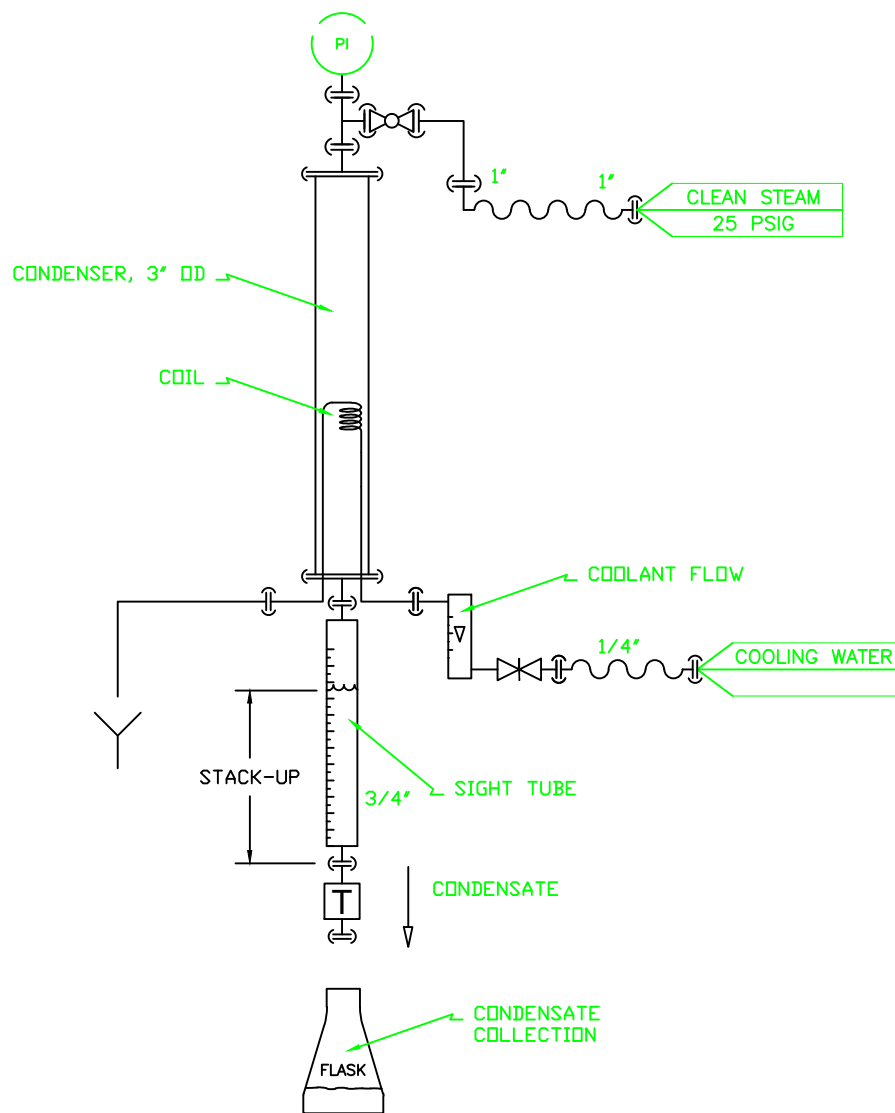 PI
1″
1″
CLEAN STEAM
25 PSIG
CONDENSER, 3″ OD
COIL
COOLANT FLOW
1/4″
COOLING WATER
STACK-UP
3/4″
SIGHT TUBE
CONDENSATE
T
CONDENSATE
COLLECTION
FLASK